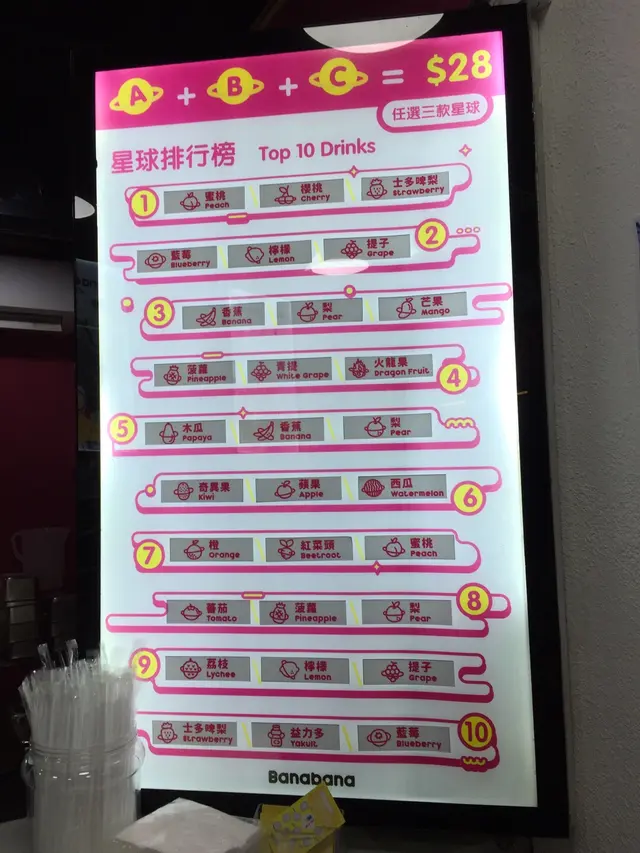 A + B + C = $28
任選三款星球
星球排行榜 Top 10 Drinks
1 蜜桃 Peach 櫻桃 Cherry 士多啤梨 Strawberry
藍莓 Blueberry 檸檬 Lemon 提子 Grape 2
3 香蕉 Banana 梨 Pear 芒果 Mango
菠蘿 Pineapple 青提 White Grape 火龍果 Dragon Fruit 4
5 木瓜 Papaya 香蕉 Banana 梨 Pear
奇異果 Kiwi 蘋果 Apple 西瓜 Watermelon 6
7 橙 Orange 紅菜頭 Beetroot 蜜桃 Peach
蕃茄 Tomato 菠蘿 Pineapple 梨 Pear 8
9 荔枝 Lychee 檸檬 Lemon 提子 Grape
士多啤梨 Strawberry 益力多 Yakult 藍莓 Blueberry 10
Banabana